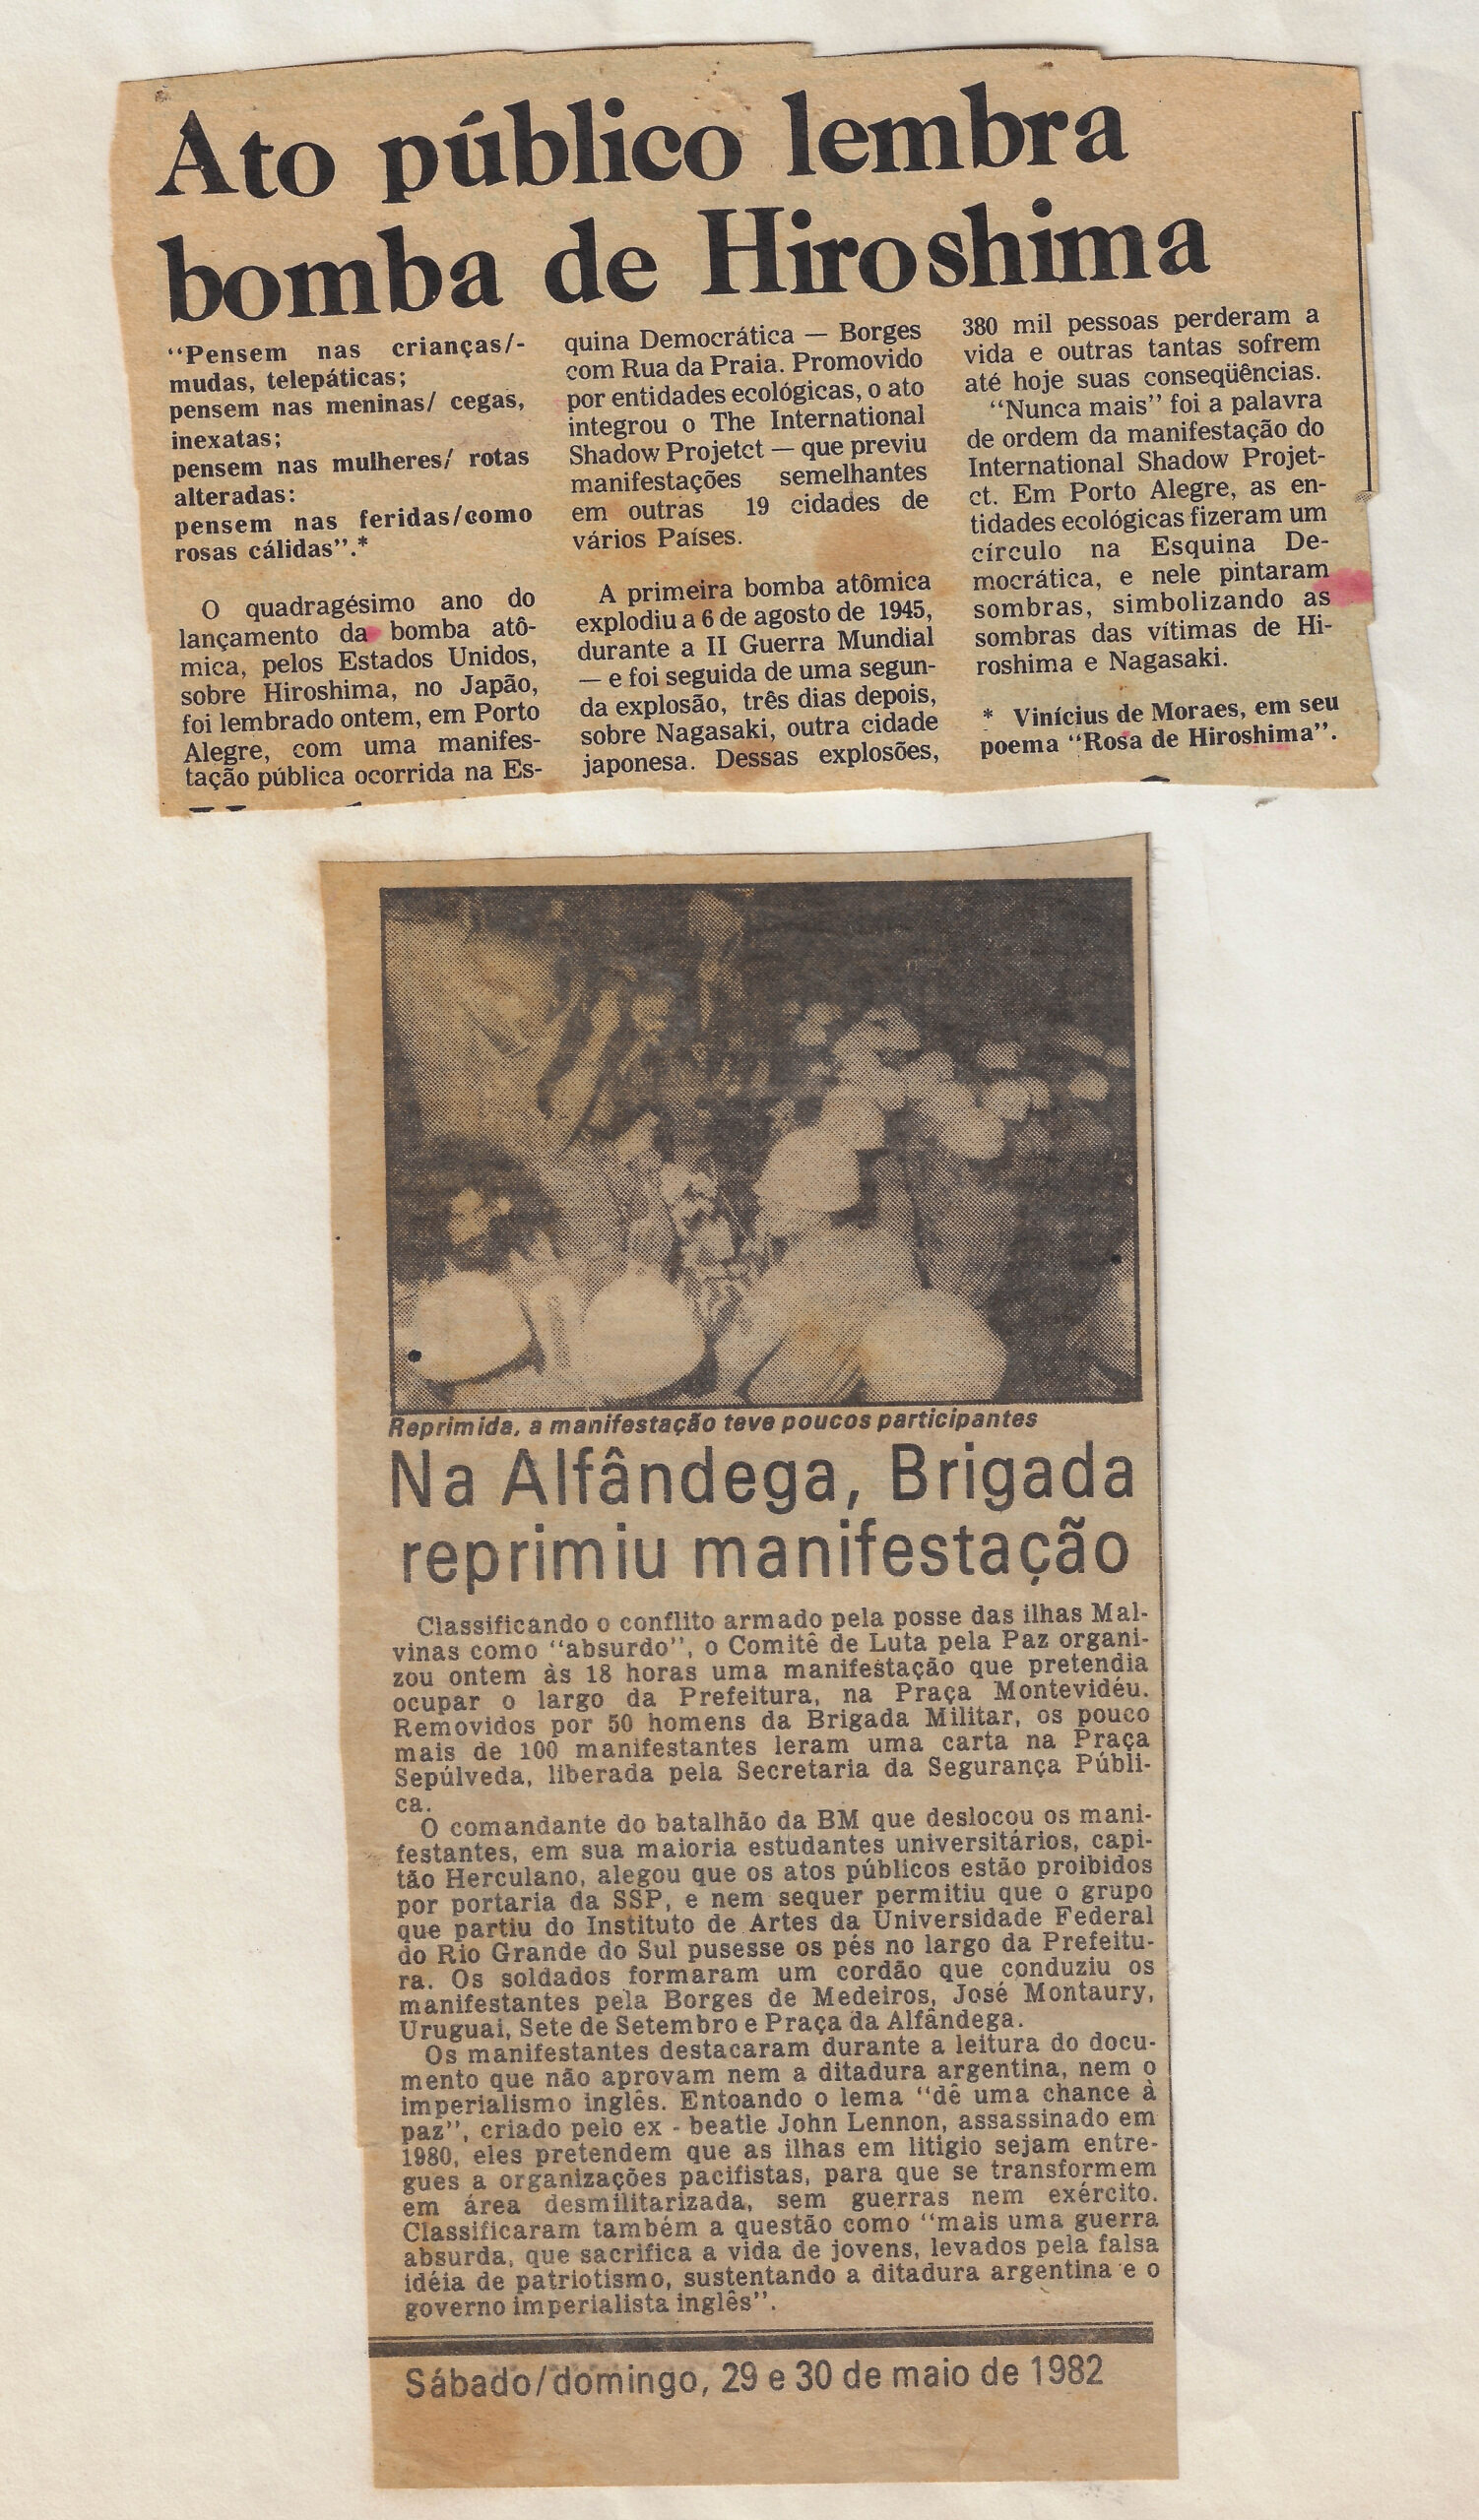 Ato público lembra
bomba de Hiroshima
"Pensem nas crianças/-
mudas, telepáticas;
pensem nas meninas/ cegas,
inexatas;
pensem nas mulheres/ rotas
alteradas:
pensem nas feridas/como
rosas cálidas".*
O quadragésimo ano do
lançamento da bomba atô-
mica, pelos Estados Unidos,
sobre Hiroshima, no Japão,
foi lembrado ontem, em Porto
Alegre, com uma manifes-
tação pública ocorrida na Es-
quina Democrática — Borges
com Rua da Praia. Promovido
por entidades ecológicas, o ato
integrou o The International
Shadow Projetct — que previu
manifestações semelhantes
em outras 19 cidades de
vários Países.
A primeira bomba atômica
explodiu a 6 de agosto de 1945,
durante a II Guerra Mundial
— e foi seguida de uma segun-
da explosão, três dias depois,
sobre Nagasaki, outra cidade
japonesa. Dessas explosões,
380 mil pessoas perderam a
vida e outras tantas sofrem
até hoje suas conseqüências.
"Nunca mais" foi a palavra
de ordem da manifestação do
International Shadow Projet-
ct. Em Porto Alegre, as en-
tidades ecológicas fizeram um
círculo na Esquina De-
mocrática, e nele pintaram
sombras, simbolizando as
sombras das vítimas de Hi-
roshima e Nagasaki.
* Vinícius de Moraes, em seu
poema "Rosa de Hiroshima".
Reprimida, a manifestação teve poucos participantes
Na Alfândega, Brigada
reprimiu manifestação
Classificando o conflito armado pela posse das ilhas Mal-
vinas como "absurdo", o Comitê de Luta pela Paz organi-
zou ontem às 18 horas uma manifestação que pretendia
ocupar o largo da Prefeitura, na Praça Montevidéu.
Removidos por 50 homens da Brigada Militar, os pouco
mais de 100 manifestantes leram uma carta na Praça
Sepúlveda, liberada pela Secretaria da Segurança Públi-
ca.
O comandante do batalhão da BM que deslocou os mani-
festantes, em sua maioria estudantes universitários, capi-
tão Herculano, alegou que os atos públicos estão proibidos
por portaria da SSP, e nem sequer permitiu que o grupo
que partiu do Instituto de Artes da Universidade Federal
do Rio Grande do Sul pusesse os pés no largo da Prefeitu-
ra. Os soldados formaram um cordão que conduziu os
manifestantes pela Borges de Medeiros, José Montaury,
Uruguai, Sete de Setembro e Praça da Alfândega.
Os manifestantes destacaram durante a leitura do docu-
mento que não aprovam nem a ditadura argentina, nem o
imperialismo inglês. Entoando o lema "dê uma chance à
paz", criado pelo ex - beatle John Lennon, assassinado em
1980, eles pretendem que as ilhas em litígio sejam entre-
gues a organizações pacifistas, para que se transformem
em área desmilitarizada, sem guerras nem exército.
Classificaram também a questão como "mais uma guerra
absurda, que sacrifica a vida de jovens, levados pela falsa
idéia de patriotismo, sustentando a ditadura argentina e o
governo imperialista inglês".
Sábado/domingo, 29 e 30 de maio de 1982